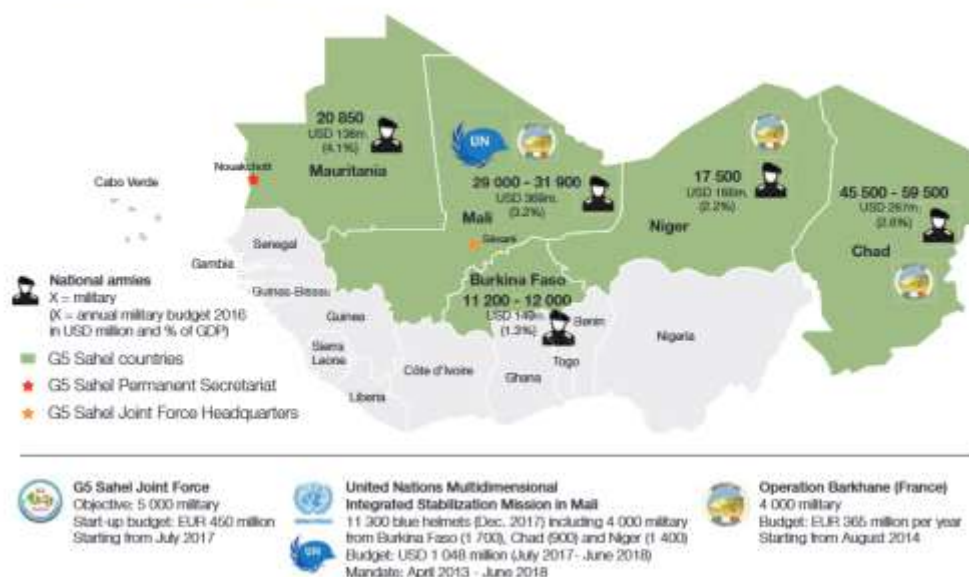 20 850
USD 136m.
(4.1%)
Mauritania
Nouakchott
Cabo Verde
UN
29 000 - 31 900
USD 369m.
(3.2%)
Mali
Sévaré
17 500
USD 166m.
(2.2%)
Niger
45 500 - 59 500
USD 267m.
(2.6%)
Chad
Senegal
Gambia
Guinea-Bissau
Guinea
Sierra
Leone
Liberia
Côte d'Ivoire
Burkina Faso
11 200 - 12 000
USD 149m.
(1.3%)
Benin
Togo
Ghana
Nigeria
National armies
X = military
(X = annual military budget 2016
in USD million and % of GDP)
G5 Sahel countries
G5 Sahel Permanent Secretariat
G5 Sahel Joint Force Headquarters
G5 Sahel Joint Force
Objective: 5 000 military
Start-up budget: EUR 450 million
Starting from July 2017
United Nations Multidimensional
Integrated Stabilization Mission in Mali
11 300 blue helmets (Dec. 2017) including 4 000 military
from Burkina Faso (1 700), Chad (900) and Niger (1 400)
Budget: USD 1 048 million (July 2017- June 2018)
Mandate: April 2013 - June 2018
UN
Operation Barkhane (France)
4 000 military
Budget: EUR 365 million per year
Starting from August 2014